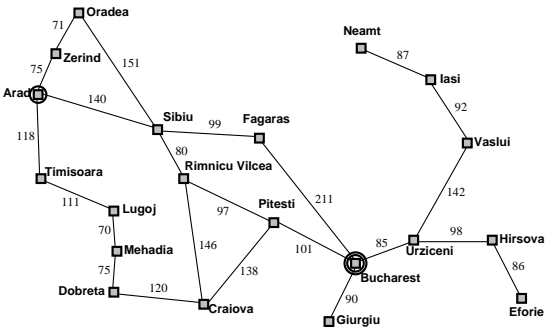 Oradea
71
Neamt
Zerind
87
151
75
Iasi
Arad
140
92
Sibiu
Fagaras
99
118
Vaslui
80
Rimnicu Vilcea
Timisoara
142
211
111
Lugoj
97
Pitesti
70
98
Hirsova
85
146
101
Urziceni
Mehadia
138
86
75
Bucharest
120
90
Dobreta
Craiova
Eforie
Giurgiu